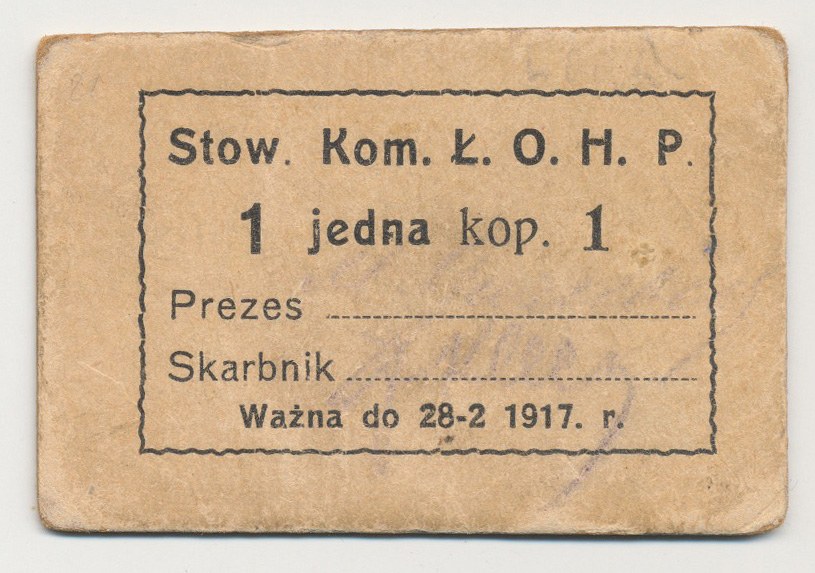 Stow. Kom. Ł. O. H. P.
1 jedna kop. 1
Prezes
Skarbnik
Ważna do 28-2 1917. r.